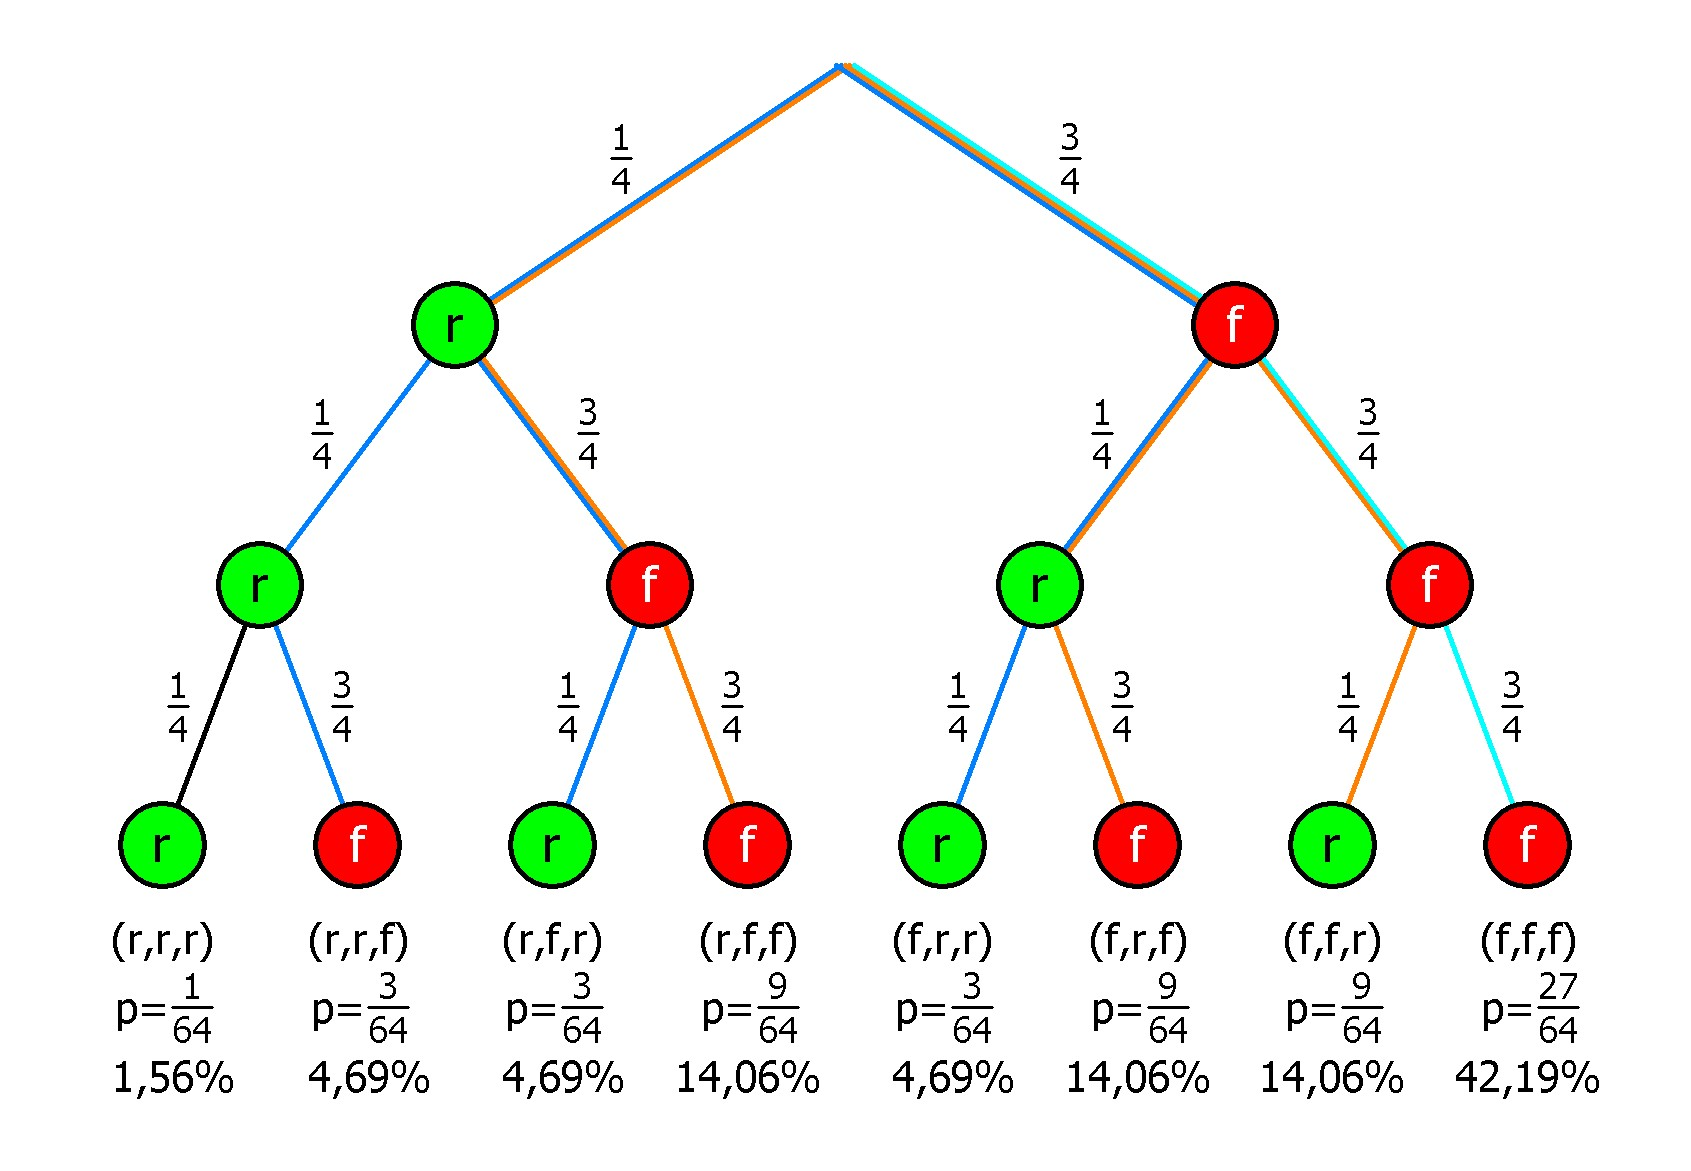 1/4 3/4
r f
1/4 3/4 1/4 3/4
r f r f
1/4 3/4 1/4 3/4 1/4 3/4 1/4 3/4
r f r f r f r f
(r,r,r) (r,r,f) (r,f,r) (r,f,f) (f,r,r) (f,r,f) (f,f,r) (f,f,f)
p=1/64 p=3/64 p=3/64 p=9/64 p=3/64 p=9/64 p=9/64 p=27/64
1,56% 4,69% 4,69% 14,06% 4,69% 14,06% 14,06% 42,19%